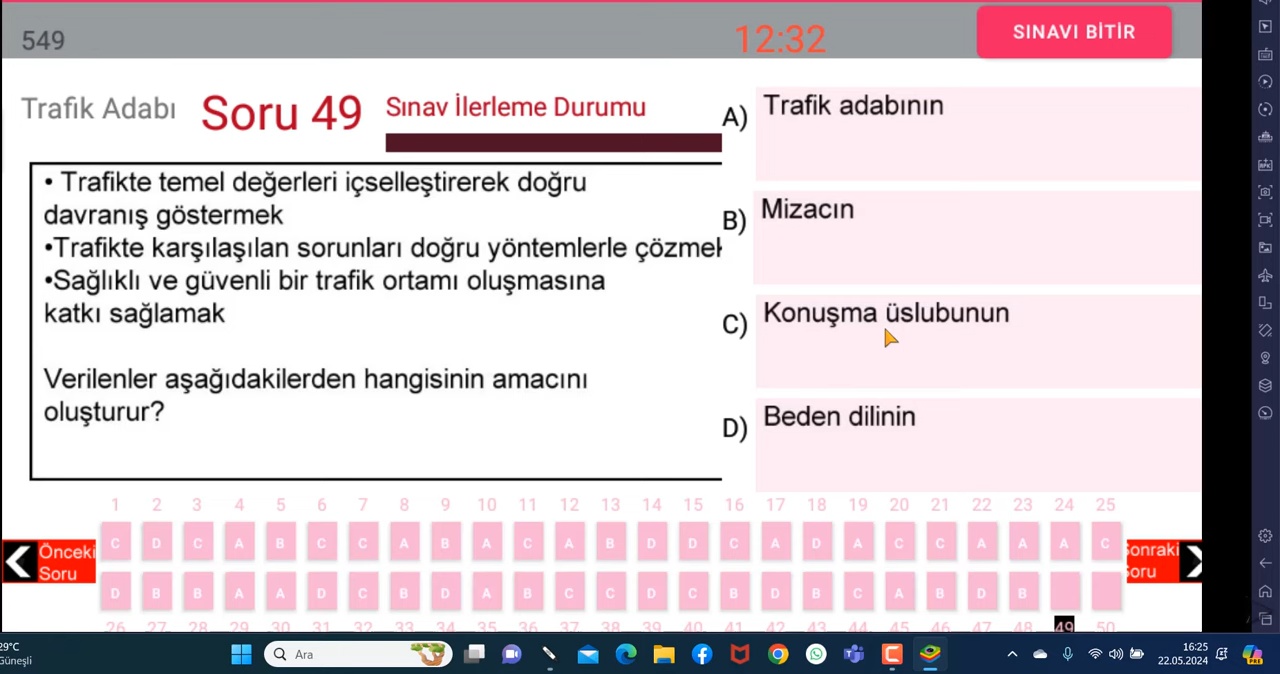 549
12:32
SINAVI BİTİR
Trafik Adabı
Soru 49
Sınav İlerleme Durumu
• Trafikte temel değerleri içselleştirerek doğru
davranış göstermek
•Trafikte karşılaşılan sorunları doğru yöntemlerle çözmek
•Sağlıklı ve güvenli bir trafik ortamı oluşmasına
katkı sağlamak
Verilenler aşağıdakilerden hangisinin amacını
oluşturur?
A) Trafik adabının
B) Mizacın
C) Konuşma üslubunun
D) Beden dilinin
1 2 3 4 5 6 7 8 9 10 11 12 13 14 15 16 17 18 19 20 21 22 23 24 25
C D C A B C C A B A C A B D D C A D A C C A A A C
Önceki
Soru
Sonraki
Soru
D B B A A D C B D A B C C D C B D B C A B D B
26 27 28 29 30 31 32 33 34 35 36 37 38 39 40 41 42 43 44 45 46 47 48 49 50
29°C
Güneşli
Ara
16:25
22.05.2024
PRE